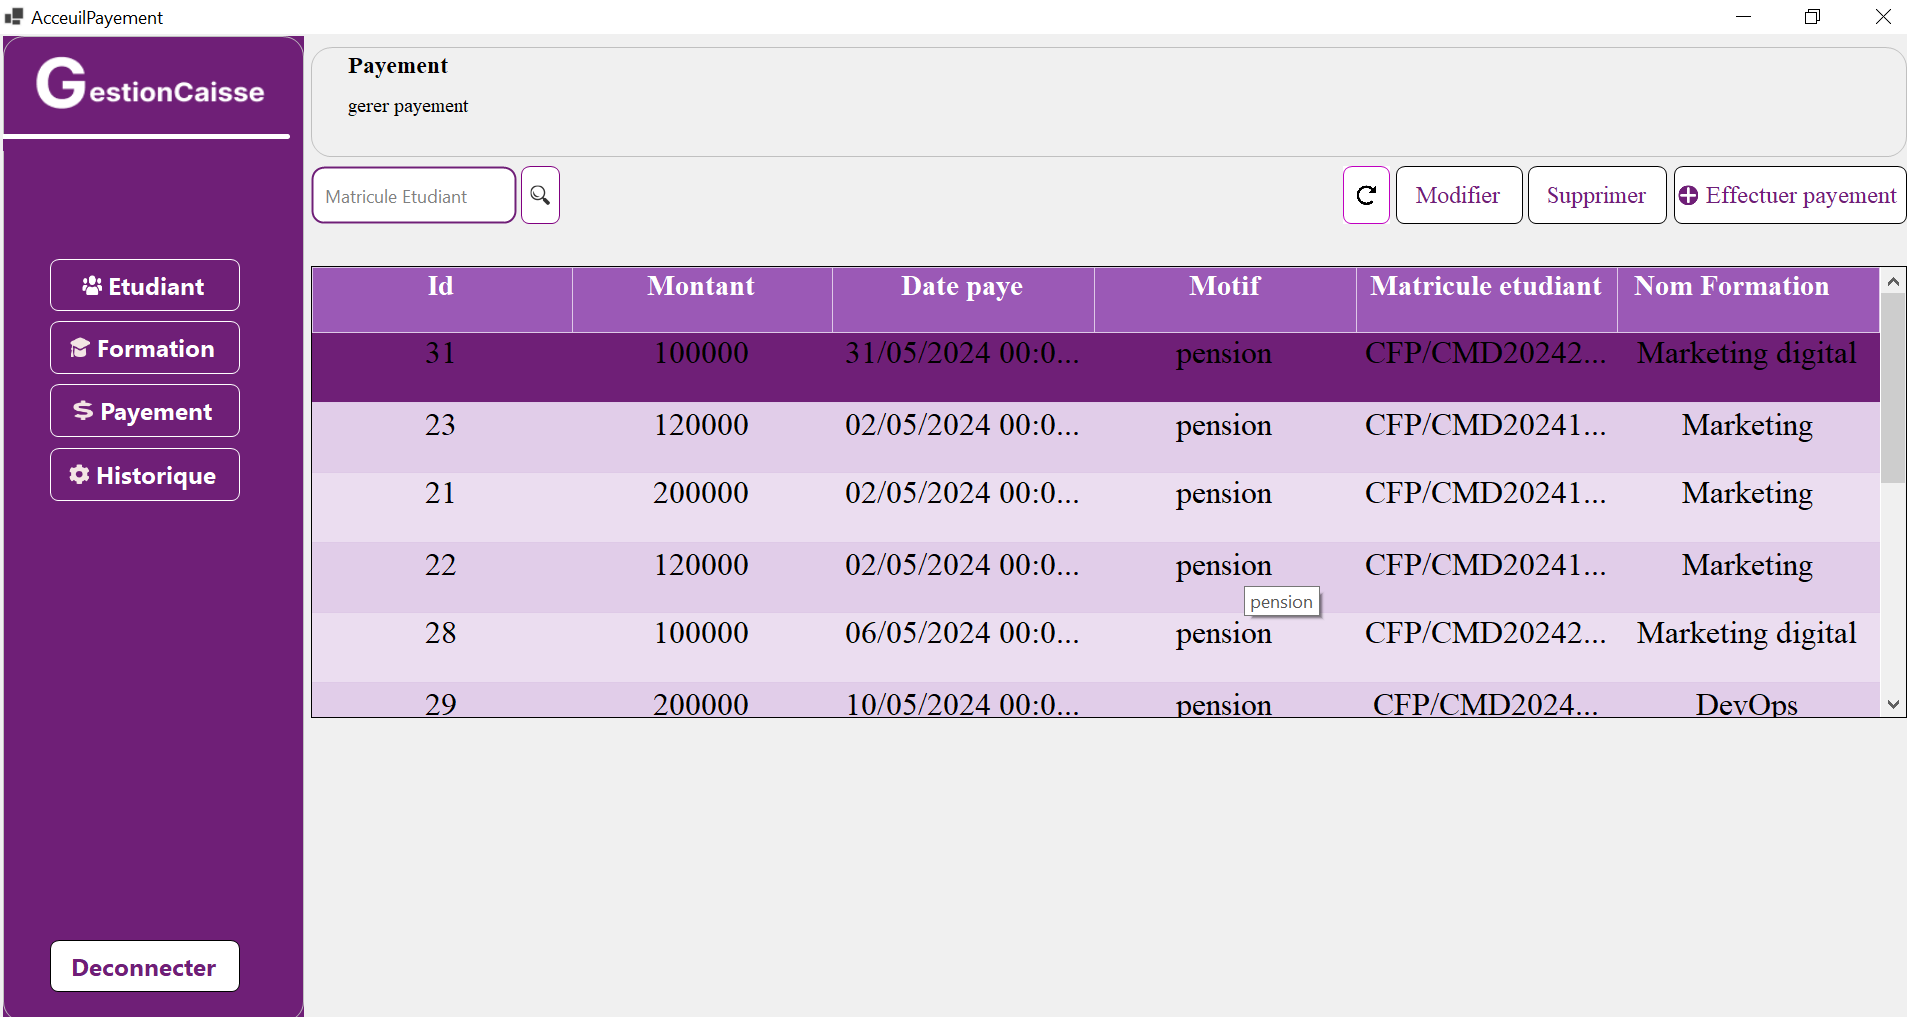 AcceuilPayement
GestionCaisse
Payement
gerer payement
Matricule Etudiant
Modifier
Supprimer
Effectuer payement
Etudiant
Formation
Payement
Historique
Deconnecter
Id Montant Date paye Motif Matricule etudiant Nom Formation
31 100000 31/05/2024 00:0... pension CFP/CMD20242... Marketing digital
23 120000 02/05/2024 00:0... pension CFP/CMD20241... Marketing
21 200000 02/05/2024 00:0... pension CFP/CMD20241... Marketing
22 120000 02/05/2024 00:0... pension CFP/CMD20241... Marketing
pension
28 100000 06/05/2024 00:0... pension CFP/CMD20242... Marketing digital
29 200000 10/05/2024 00:0... pension CFP/CMD2024... DevOps